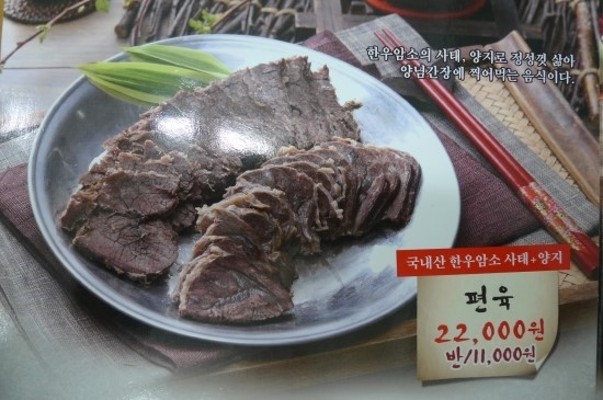 한우암소의 사태, 양지로 정성껏 삶아
양념간장에 찍어먹는 음식이다.
국내산 한우암소 사태+양지
편육
22,000원
반/11,000원